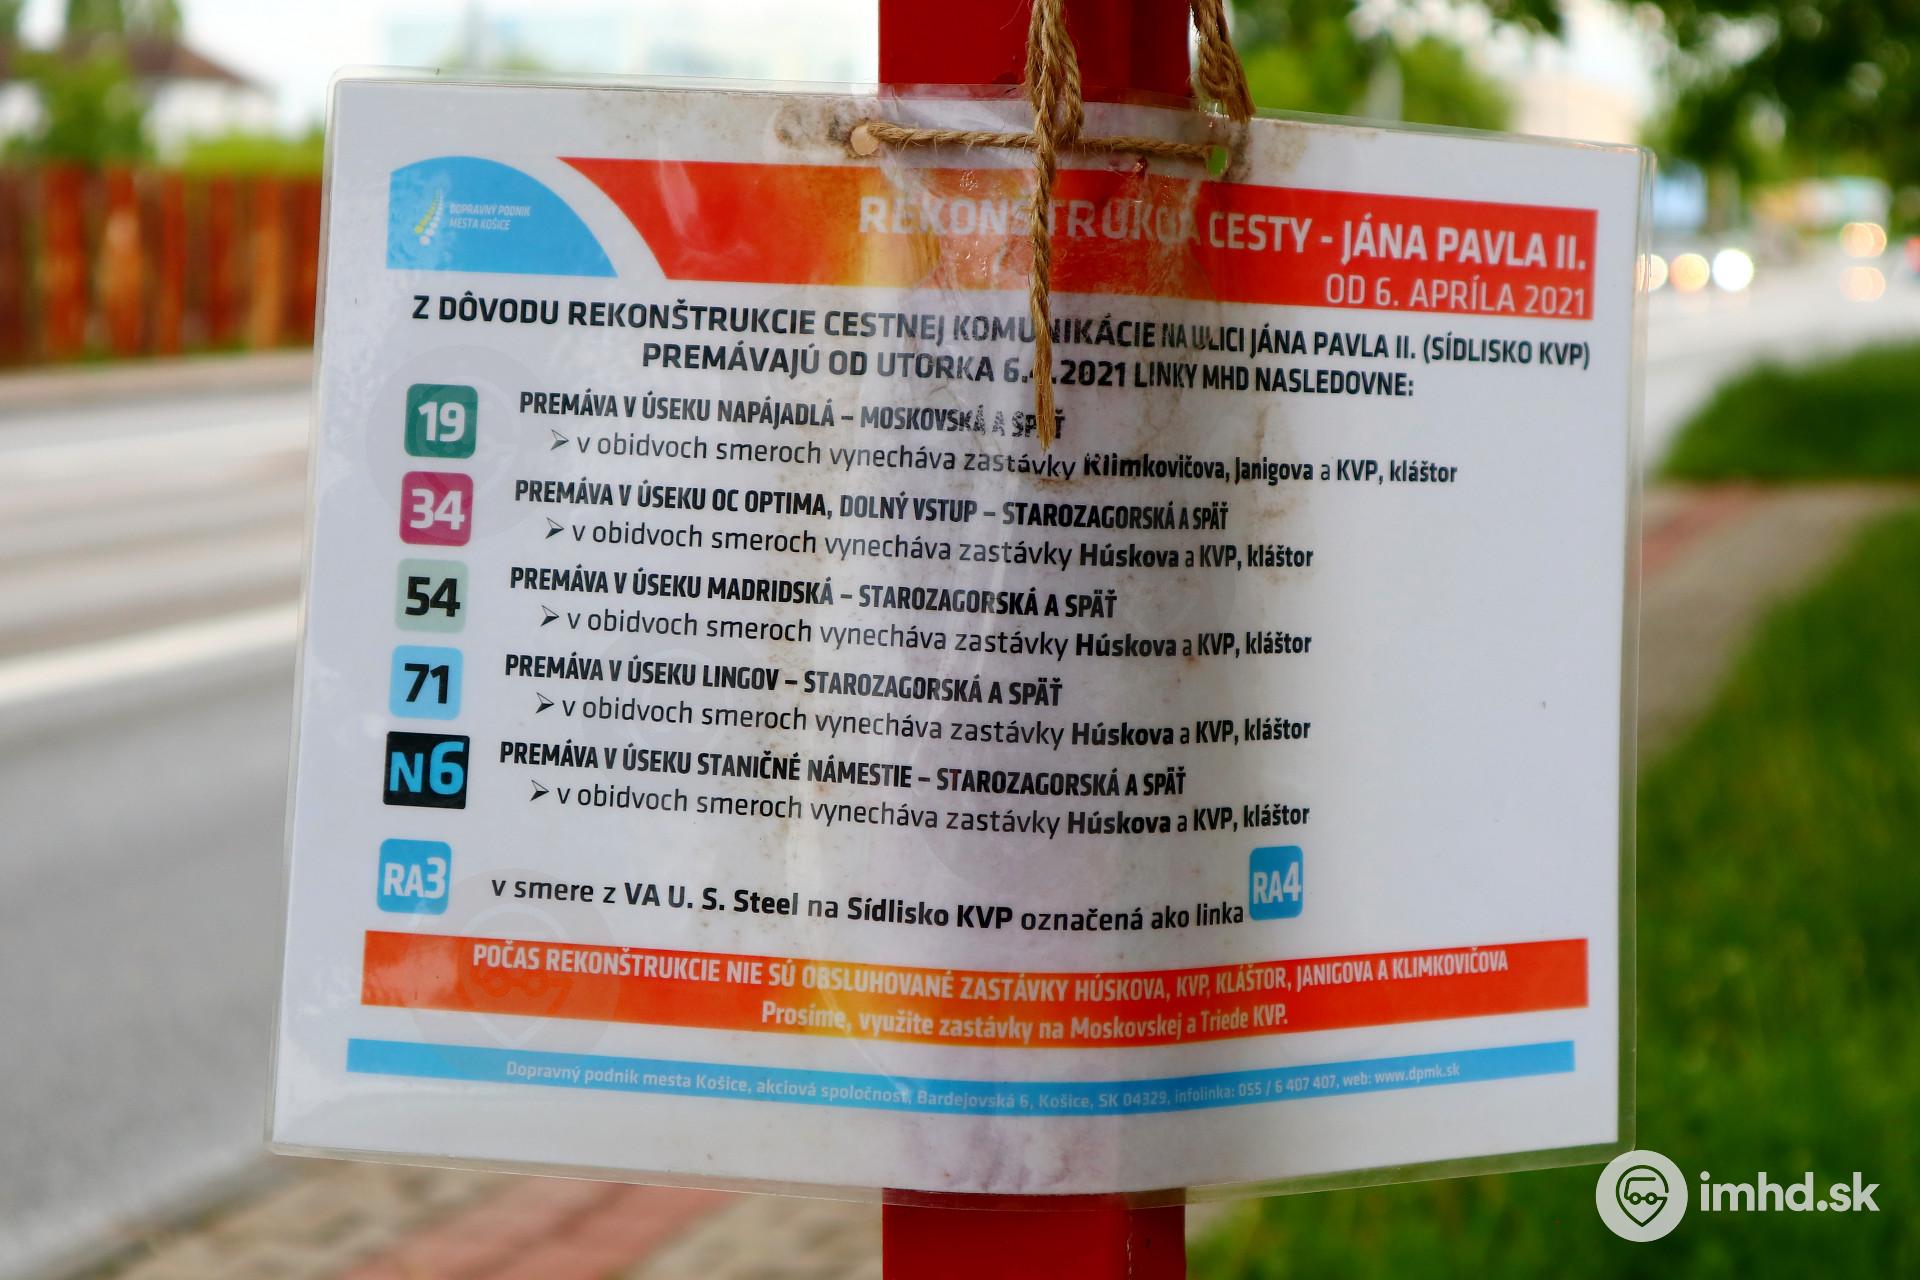 DOPRAVNÝ PODNIK
MESTA KOŠICE
REKONŠTRUKCIA CESTY - JÁNA PAVLA II.
OD 6. APRÍLA 2021
Z DÔVODU REKONŠTRUKCIE CESTNEJ KOMUNIKÁCIE NA ULICI JÁNA PAVLA II. (SÍDLISKO KVP)
PREMÁVAJÚ OD UTORKA 6.4.2021 LINKY MHD NASLEDOVNE:
19 PREMÁVA V ÚSEKU NAPÁJADLÁ – MOSKOVSKÁ A SPÄŤ
➢ v obidvoch smeroch vynecháva zastávky Klimkovičova, Janigova a KVP, kláštor
34 PREMÁVA V ÚSEKU OC OPTIMA, DOLNÝ VSTUP – STAROZAGORSKÁ A SPÄŤ
➢ v obidvoch smeroch vynecháva zastávky Húskova a KVP, kláštor
54 PREMÁVA V ÚSEKU MADRIDSKÁ – STAROZAGORSKÁ A SPÄŤ
➢ v obidvoch smeroch vynecháva zastávky Húskova a KVP, kláštor
71 PREMÁVA V ÚSEKU LINGOV – STAROZAGORSKÁ A SPÄŤ
➢ v obidvoch smeroch vynecháva zastávky Húskova a KVP, kláštor
N6 PREMÁVA V ÚSEKU STANIČNÉ NÁMESTIE – STAROZAGORSKÁ A SPÄŤ
➢ v obidvoch smeroch vynecháva zastávky Húskova a KVP, kláštor
RA3 v smere z VA U. S. Steel na Sídlisko KVP označená ako linka RA4
POČAS REKONŠTRUKCIE NIE SÚ OBSLUHOVANÉ ZASTÁVKY HÚSKOVA, KVP, KLÁŠTOR, JANIGOVA A KLIMKOVIČOVA
Prosíme, využite zastávky na Moskovskej a Triede KVP.
Dopravný podnik mesta Košice, akciová spoločnosť, Bardejovská 6, Košice, SK 04329, infolinka: 055 / 6 407 407, web: www.dpmk.sk
imhd.sk